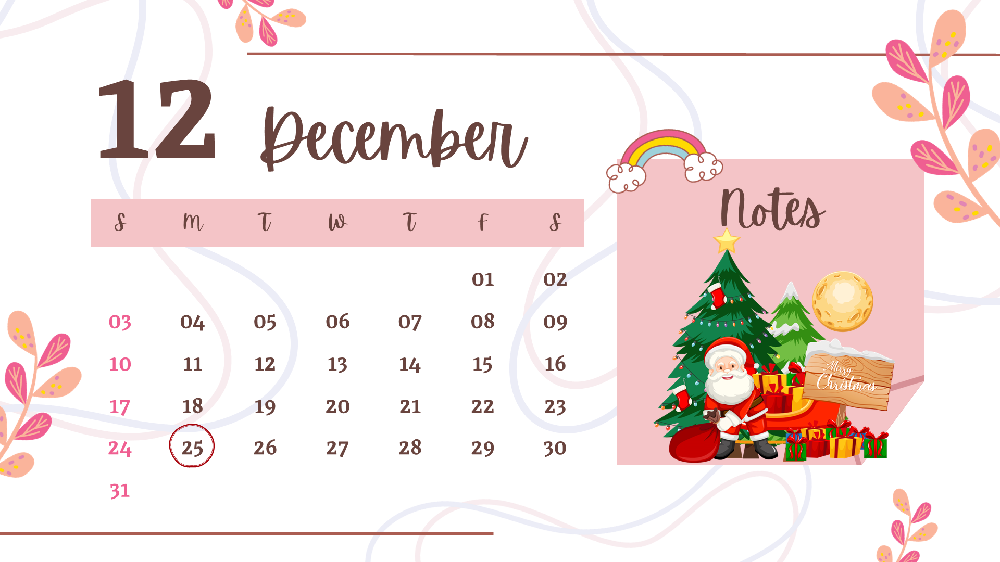 12 December
S M T W T F S
01 02
03 04 05 06 07 08 09
10 11 12 13 14 15 16
17 18 19 20 21 22 23
24 25 26 27 28 29 30
31
Notes
Merry
Christmas